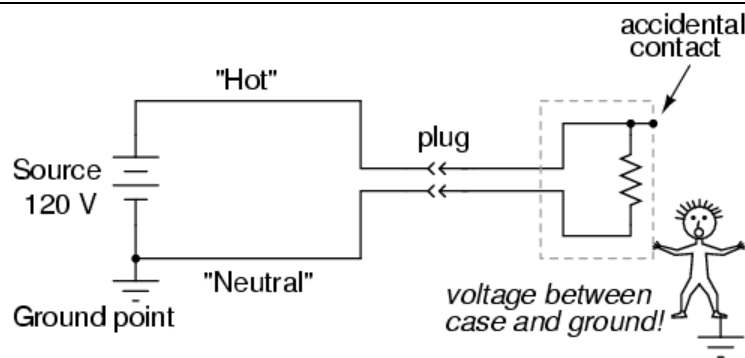 accidental
contact
"Hot"
plug
Source
120 V
"Neutral"
Ground point
voltage between
case and ground!